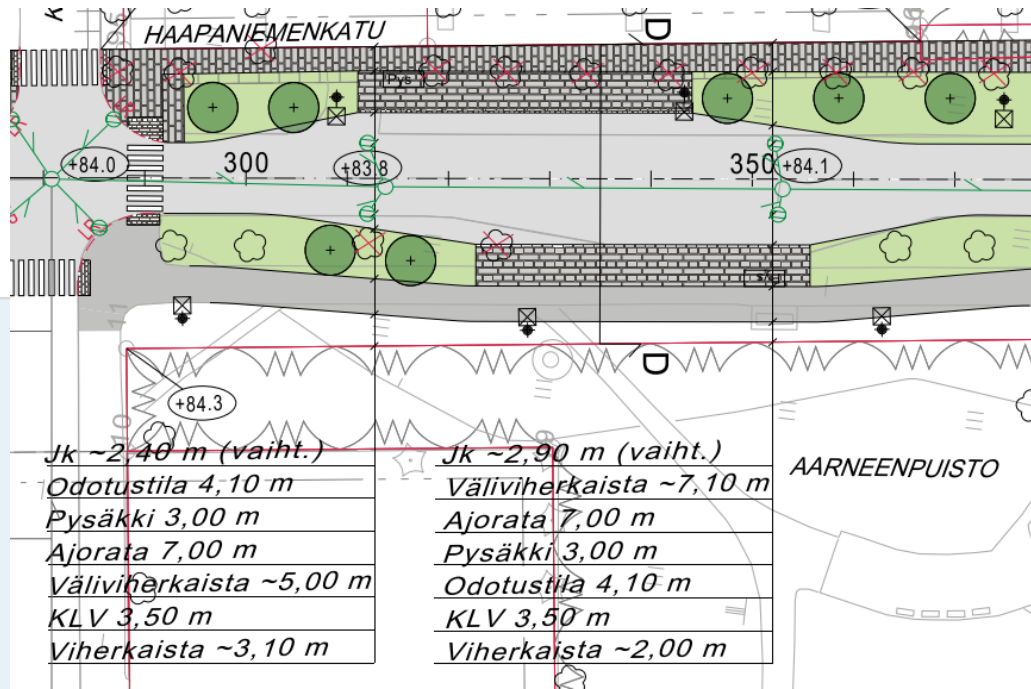 HAAPANIEMENKATU
D
Pys
+84.0
300
+83.8
350
+84.1
LP
LP
Pys
D
+84.3
AARNEENPUISTO
Jk ~2,40 m (vaiht.)
Odotustila 4,10 m
Pysäkki 3,00 m
Ajorata 7,00 m
Väliviherkaista ~5,00 m
KLV 3,50 m
Viherkaista ~3,10 m
Jk ~2,90 m (vaiht.)
Väliviherkaista ~7,10 m
Ajorata 7,00 m
Pysäkki 3,00 m
Odotustila 4,10 m
KLV 3,50 m
Viherkaista ~2,00 m